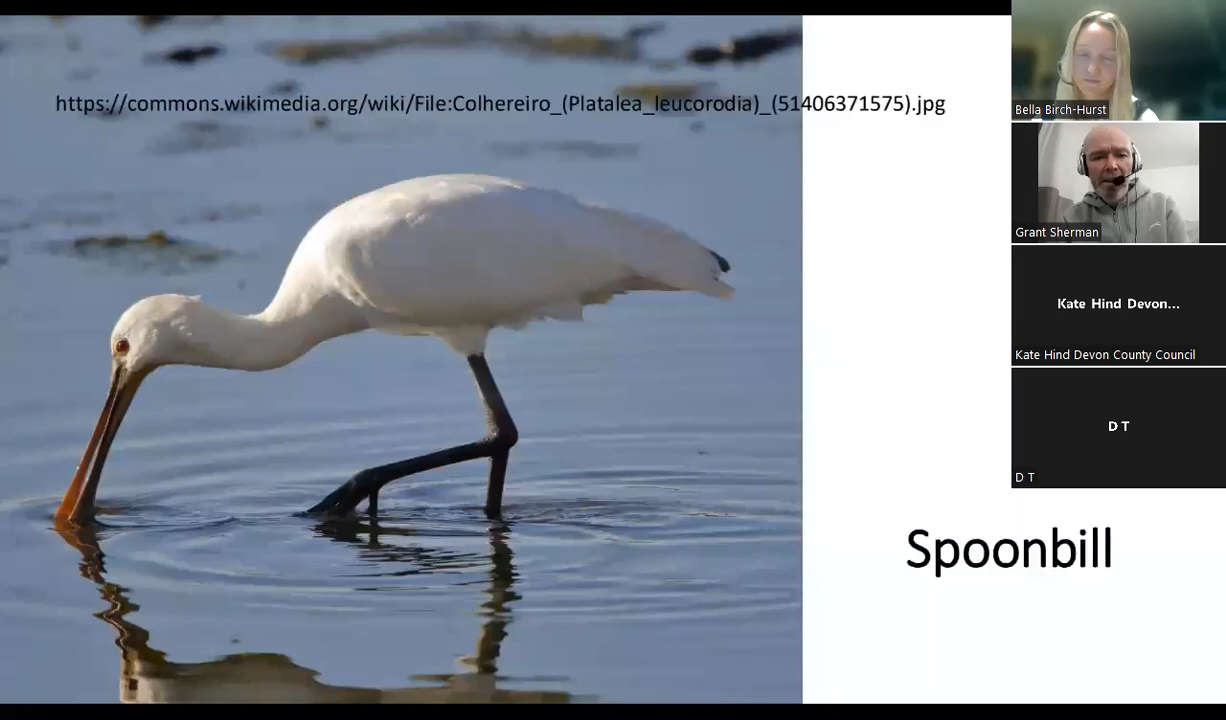 https://commons.wikimedia.org/wiki/File:Colhereiro_(Platalea_leucorodia)_(51406371575).jpg
Bella Birch-Hurst
Grant Sherman
Kate Hind Devon...
Kate Hind Devon County Council
D T
D T
Spoonbill